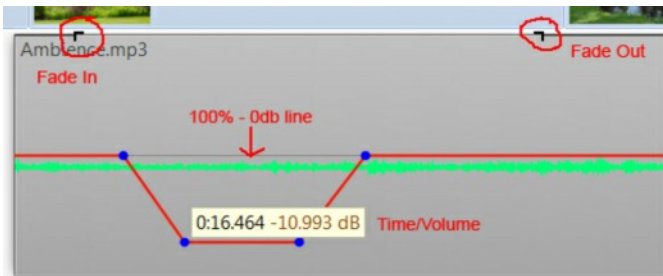 Ambience.mp3
Fade In
Fade Out
100% - 0db line
0:16.464 -10.993 dB
Time/Volume